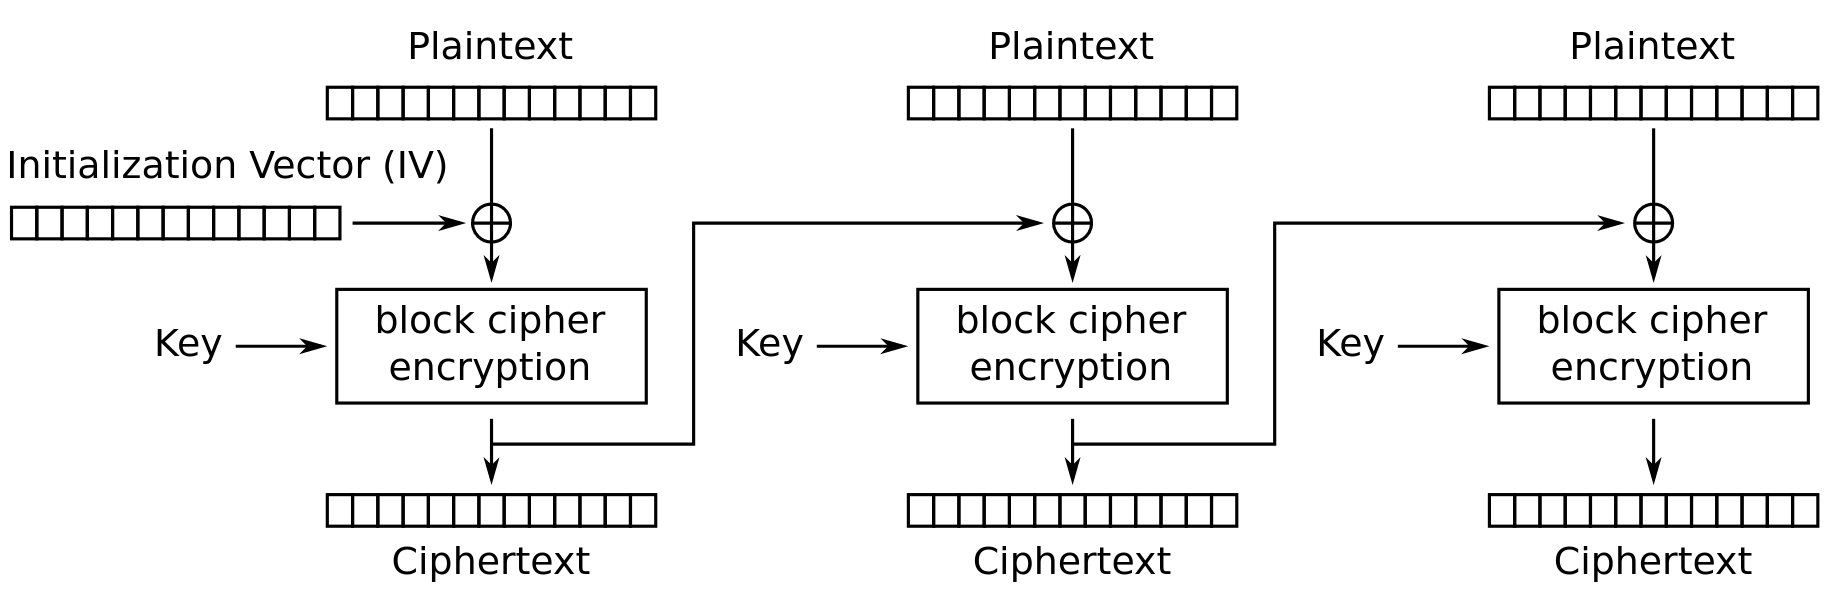 Plaintext
Plaintext
Plaintext
Initialization Vector (IV)
Key
block cipher
encryption
Key
block cipher
encryption
Key
block cipher
encryption
Ciphertext
Ciphertext
Ciphertext